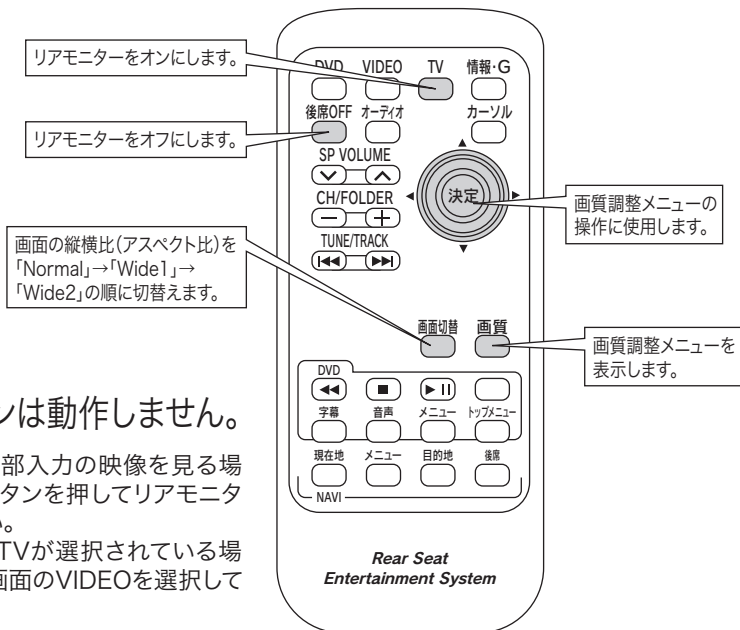 リアモニターをオンにします。
DVD VIDEO TV 情報・G
後席OFF オーディオ カーソル
リアモニターをオフにします。
SP VOLUME
CH/FOLDER
決定
画質調整メニューの
操作に使用します。
TUNE/TRACK
画面の縦横比(アスペクト比)を
「Normal」→「Wide1」→
「Wide2」の順に切替えます。
画面切替 画質
画質調整メニューを
表示します。
DVD
字幕 音声 メニュー トップメニュー
現在地 メニュー 目的地 後席
NAVI
Rear Seat
Entertainment System
ンは動作しません。
部入力の映像を見る場
タンを押してリアモニタ
い。
TVが選択されている場
画面のVIDEOを選択して